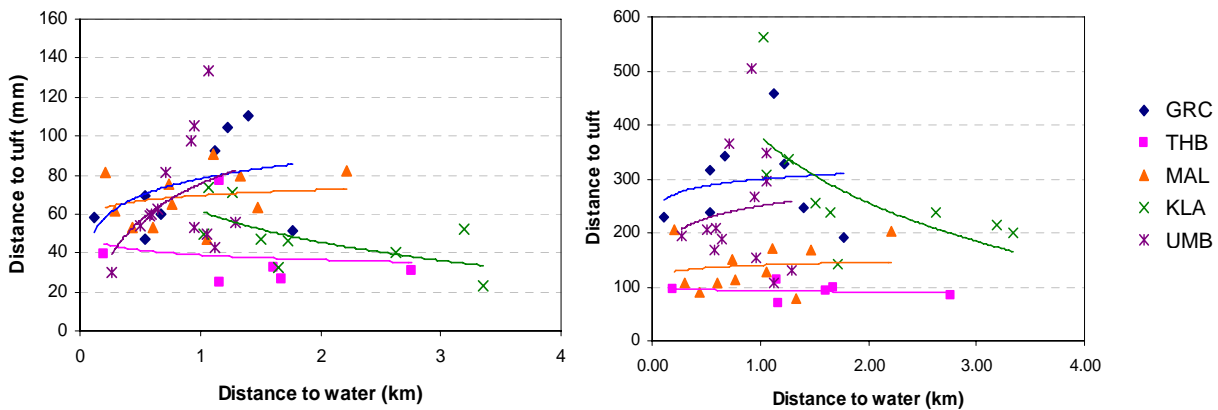 160
140
120
100
80
60
40
20
0
Distance to tuft (mm)
0 1 2 3 4
Distance to water (km)
600
500
400
300
200
100
0
Distance to tuft
0.00 1.00 2.00 3.00 4.00
Distance to water (km)
GRC
THB
MAL
KLA
UMB